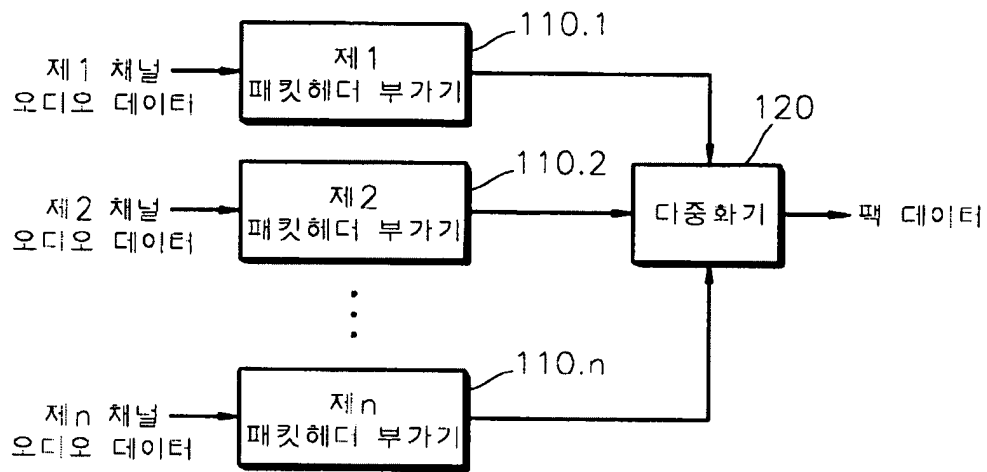 제1 채널
오디오 데이터
제1
패킷헤더 부가기
110.1
제2 채널
오디오 데이터
제2
패킷헤더 부가기
110.2
120
다중화기
팩 데이터
제n 채널
오디오 데이터
제n
패킷헤더 부가기
110.n